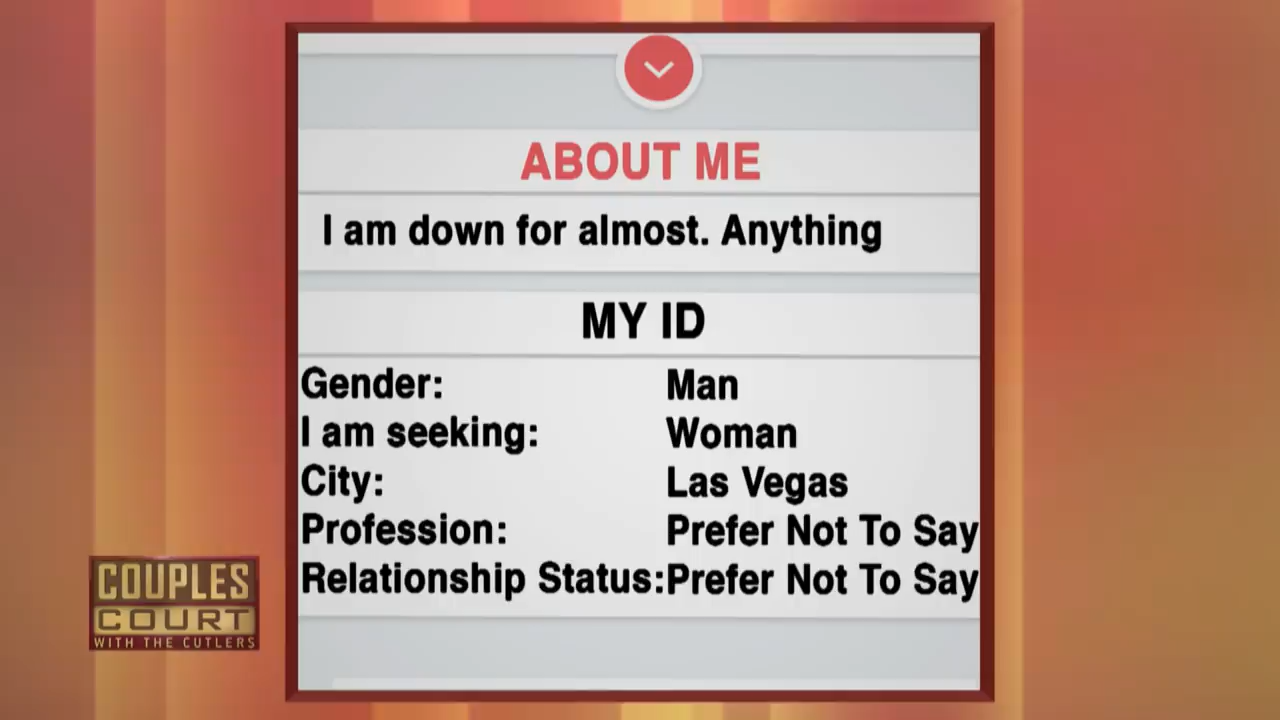 ABOUT ME
I am down for almost. Anything
MY ID
Gender: Man
I am seeking: Woman
City: Las Vegas
Profession: Prefer Not To Say
Relationship Status: Prefer Not To Say
COUPLES
COURT
WITH THE CUTLERS